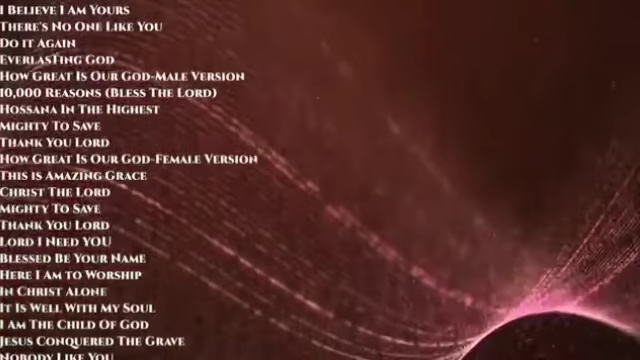 I Believe I Am Yours
There's No One Like You
Do it Again
Everlasting God
How Great Is Our God-Male Version
10,000 Reasons (Bless The Lord)
Hossana In The Highest
Mighty To Save
Thank You Lord
How Great Is Our God-Female Version
This is Amazing Grace
Christ The Lord
Mighty To Save
Thank You Lord
Lord I Need YOU
Blessed Be Your Name
Here I Am to Worship
In Christ Alone
It Is Well With My Soul
I Am The Child Of God
Jesus Conquered The Grave
Nobody Like You